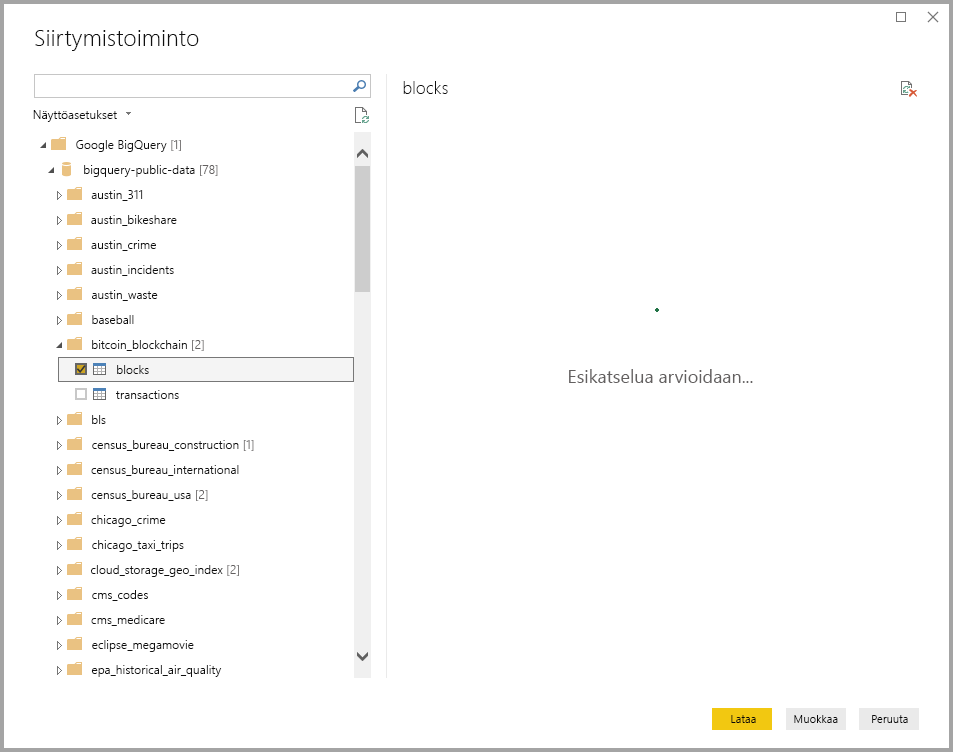 Siirtymistoiminto
Näyttöasetukset
Google BigQuery [1]
bigquery-public-data [78]
austin_311
austin_bikeshare
austin_crime
austin_incidents
austin_waste
baseball
bitcoin_blockchain [2]
blocks
transactions
bls
census_bureau_construction [1]
census_bureau_international
census_bureau_usa [2]
chicago_crime
chicago_taxi_trips
cloud_storage_geo_index [2]
cms_codes
cms_medicare
eclipse_megamovie
epa_historical_air_quality
blocks
Esikatselua arvioidaan...
Lataa
Muokkaa
Peruuta